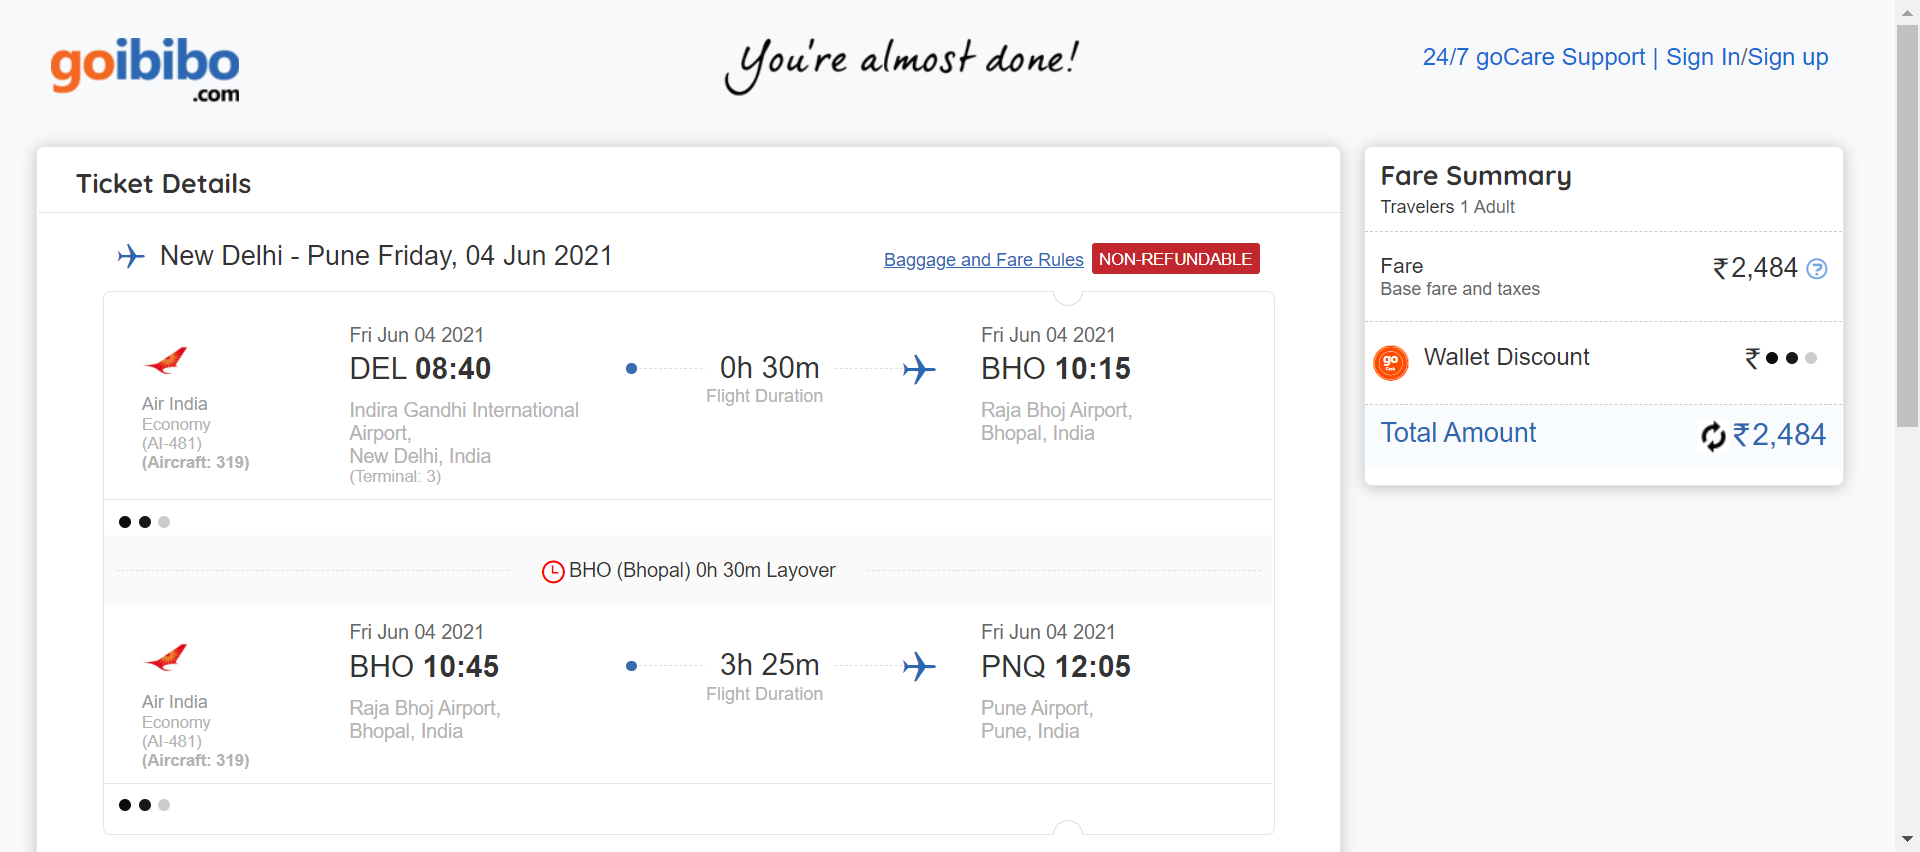 goibibo
.com
You're almost done!
24/7 goCare Support | Sign In/Sign up
Ticket Details
New Delhi - Pune Friday, 04 Jun 2021
Baggage and Fare Rules
NON-REFUNDABLE
Air India
Economy
(AI-481)
(Aircraft: 319)
Fri Jun 04 2021
DEL 08:40
Indira Gandhi International
Airport,
New Delhi, India
(Terminal: 3)
0h 30m
Flight Duration
Fri Jun 04 2021
BHO 10:15
Raja Bhoj Airport,
Bhopal, India
BHO (Bhopal) 0h 30m Layover
Air India
Economy
(AI-481)
(Aircraft: 319)
Fri Jun 04 2021
BHO 10:45
Raja Bhoj Airport,
Bhopal, India
3h 25m
Flight Duration
Fri Jun 04 2021
PNQ 12:05
Pune Airport,
Pune, India
Fare Summary
Travelers 1 Adult
Fare
₹2,484 ?
Base fare and taxes
go
Wallet Discount
₹
Total Amount
₹2,484